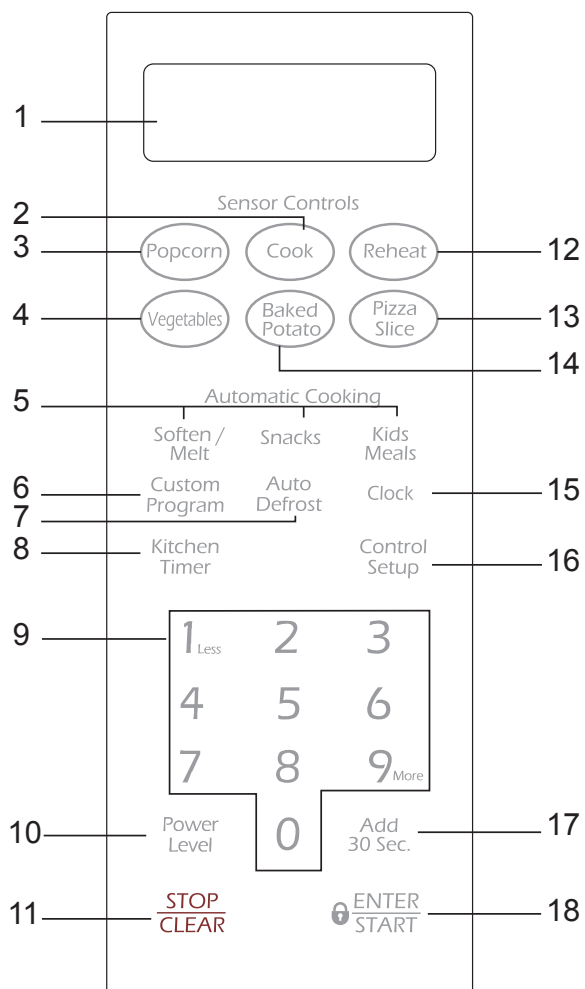 1
Sensor Controls
2
3 Popcorn Cook Reheat 12
4 Vegetables Baked Potato Pizza Slice 13
14
Automatic Cooking
5
Soften / Melt Snacks Kids Meals
6 Custom Program Auto Defrost Clock 15
7
8 Kitchen Timer Control Setup 16
9 1 Less 2 3
4 5 6
7 8 9 More
10 Power Level 0 Add 30 Sec. 17
11 STOP CLEAR ENTER START 18